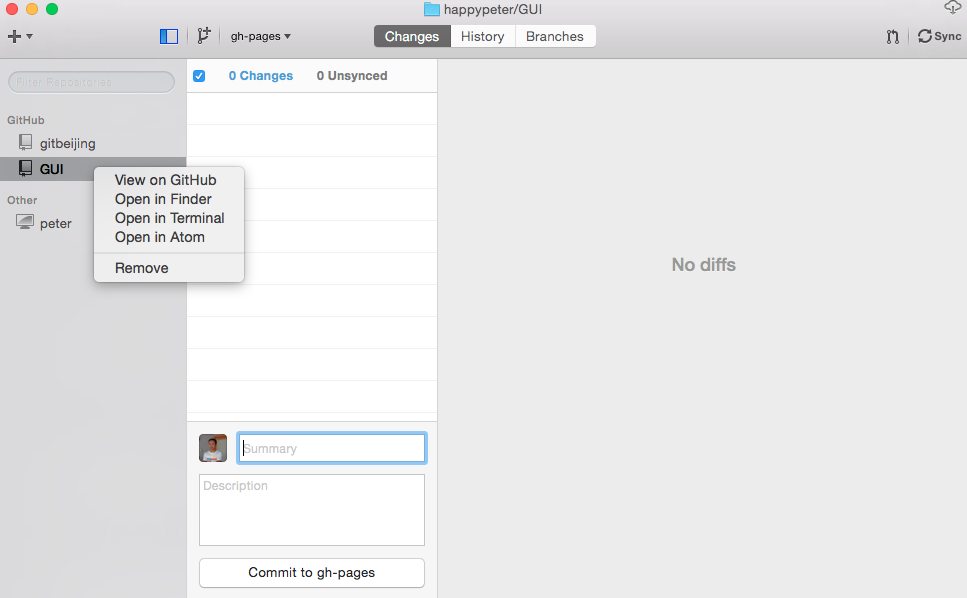 happypeter/GUI
gh-pages
Changes
History
Branches
Sync
Filter Repositories
0 Changes
0 Unsynced
GitHub
gitbeijing
GUI
Other
peter
View on GitHub
Open in Finder
Open in Terminal
Open in Atom
Remove
No diffs
Summary
Description
Commit to gh-pages